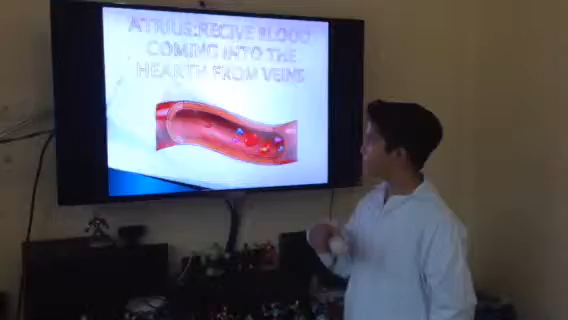 ATRIUS:RECIVE BLOOD
COMING INTO THE
HEARTH FROM VEINS